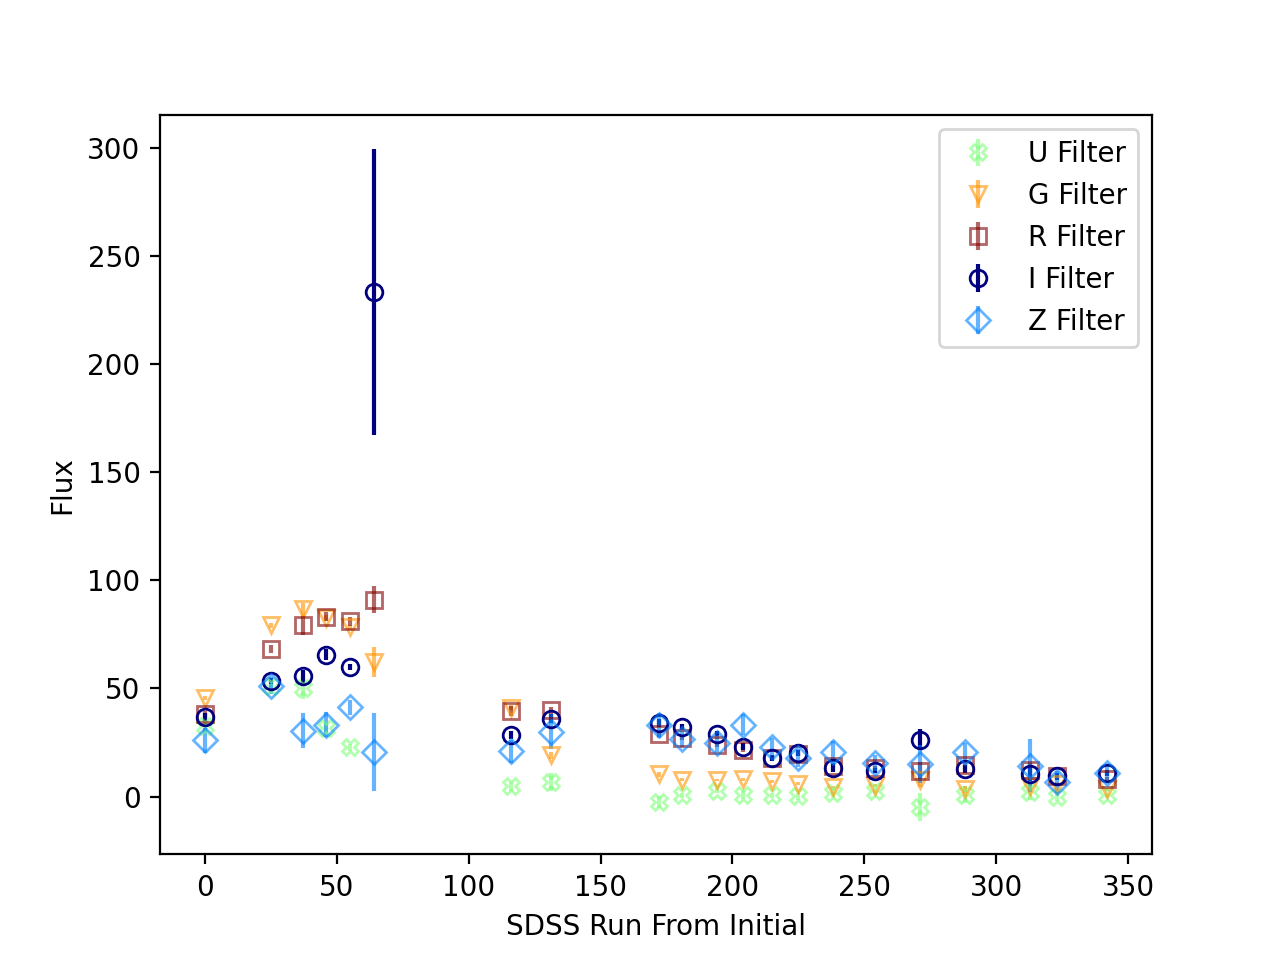 300
250
200
150
100
50
0
Flux
0 50 100 150 200 250 300 350
SDSS Run From Initial
U Filter
G Filter
R Filter
I Filter
Z Filter